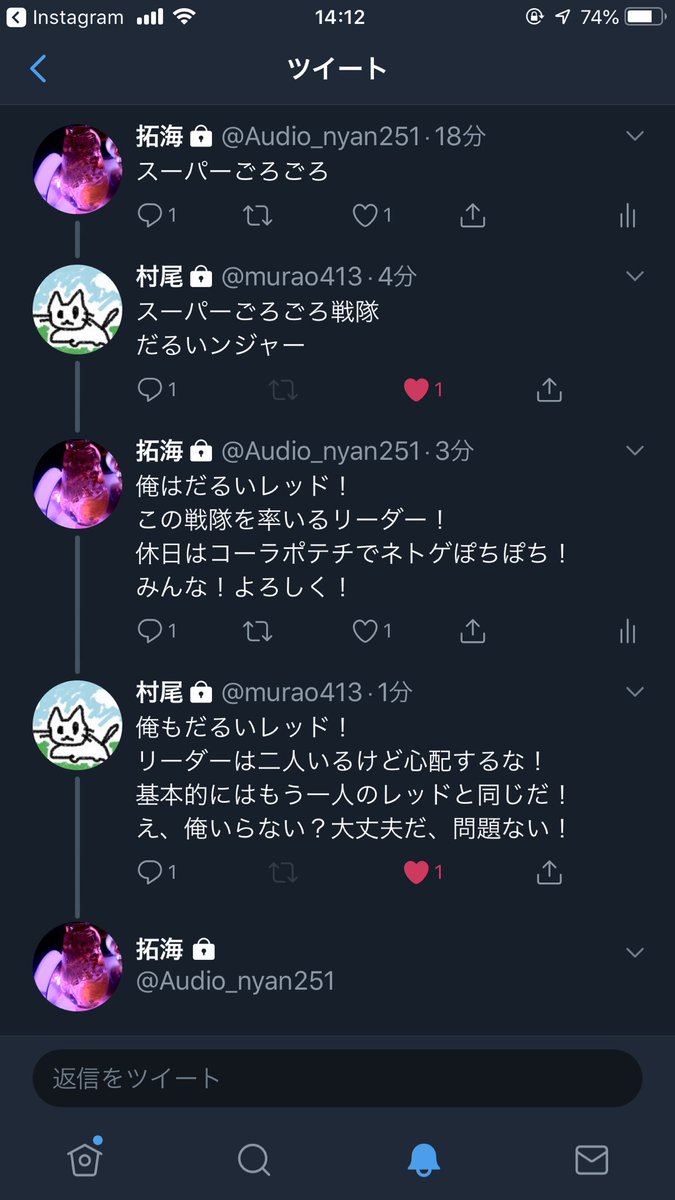 Instagram 14:12 74%
ツイート
拓海 @Audio_nyan251·18分
スーパーごろごろ
1 1
村尾 @murao413·4分
スーパーごろごろ戦隊
だるいンジャー
1 1
拓海 @Audio_nyan251·3分
俺はだるいレッド！
この戦隊を率いるリーダー！
休日はコーラポテチでネトゲぽちぽち！
みんな！よろしく！
1 1
村尾 @murao413·1分
俺もだるいレッド！
リーダーは二人いるけど心配するな！
基本的にはもう一人のレッドと同じだ！
え、俺いらない？大丈夫だ、問題ない！
1 1
拓海
@Audio_nyan251
返信をツイート